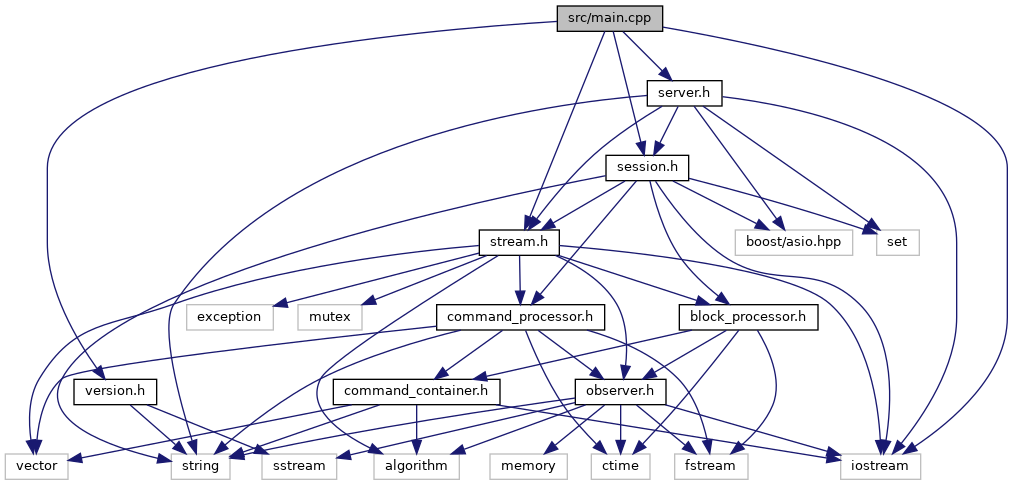 src/main.cpp
server.h
session.h
stream.h
boost/asio.hpp
set
exception
mutex
command_processor.h
block_processor.h
version.h
command_container.h
observer.h
vector
string
sstream
algorithm
memory
ctime
fstream
iostream